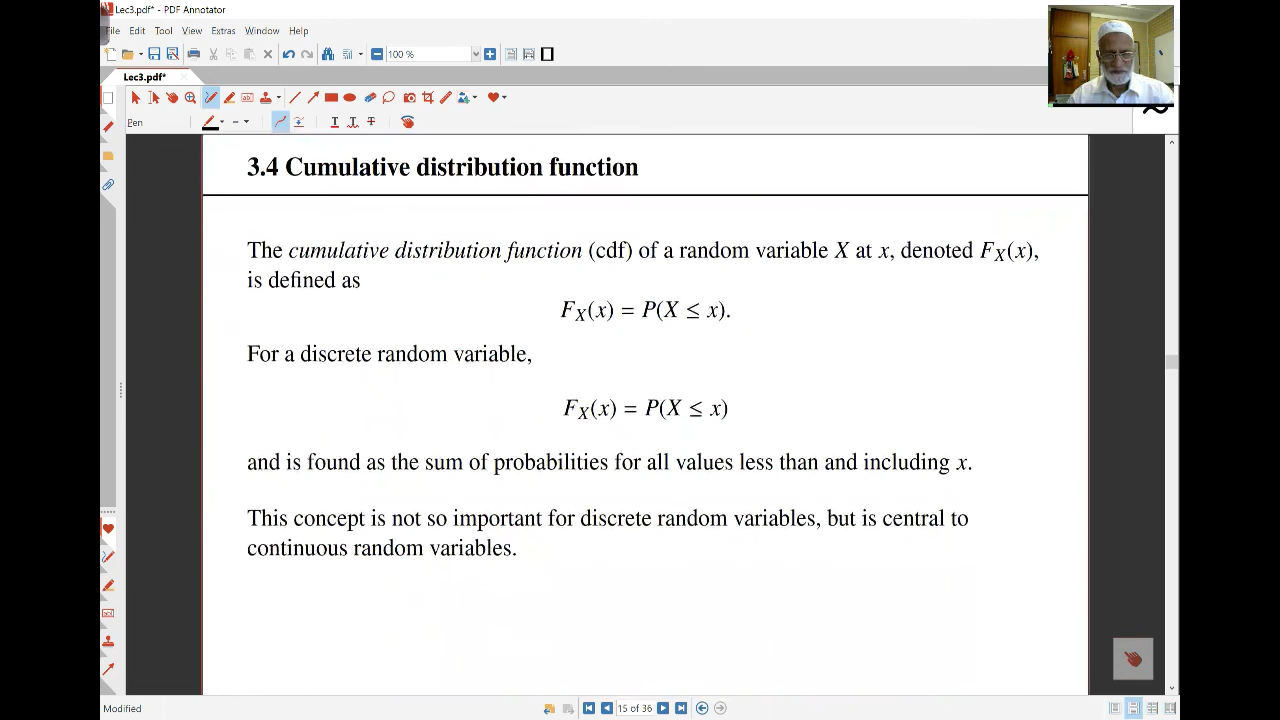 Lec3.pdf* - PDF Annotator
File Edit Tool View Extras Window Help
100 %
Lec3.pdf*
Pen
3.4 Cumulative distribution function
The cumulative distribution function (cdf) of a random variable X at x, denoted F_X(x),
is defined as
F_X(x) = P(X ≤ x).
For a discrete random variable,
F_X(x) = P(X ≤ x)
and is found as the sum of probabilities for all values less than and including x.
This concept is not so important for discrete random variables, but is central to
continuous random variables.
Modified
15 of 36